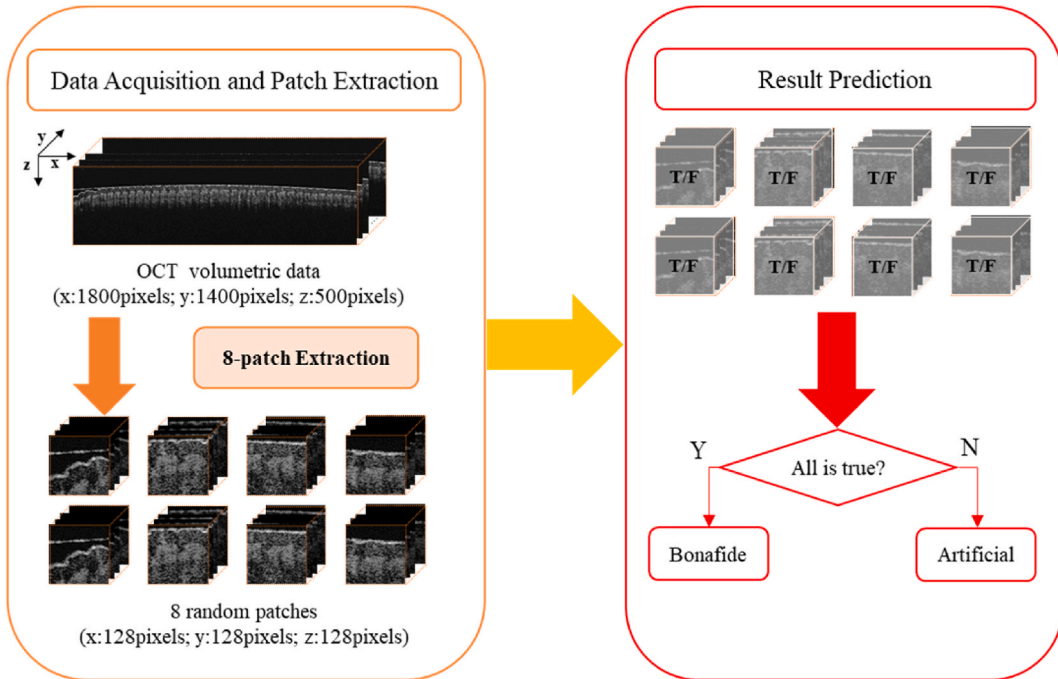 Data Acquisition and Patch Extraction
y
x
z
OCT volumetric data
(x:1800pixels; y:1400pixels; z:500pixels)
8-patch Extraction
8 random patches
(x:128pixels; y:128pixels; z:128pixels)
Result Prediction
T/F T/F T/F T/F
T/F T/F T/F T/F
Y
N
All is true?
Bonafide
Artificial